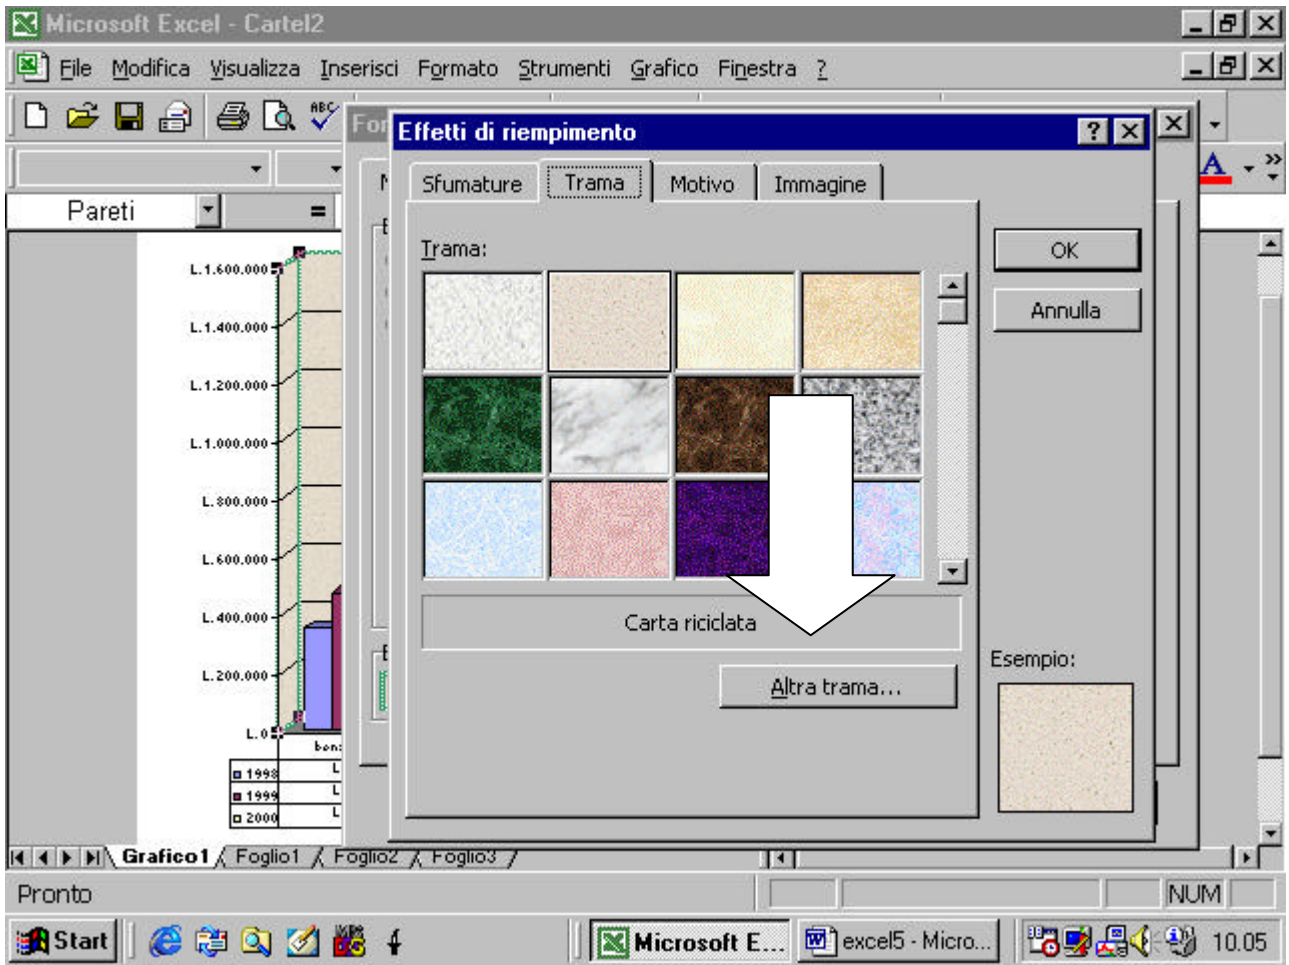 Microsoft Excel - Cartel2
File Modifica Visualizza Inserisci Formato Strumenti Grafico Finestra ?
ABC
For
Effetti di riempimento
A
Sfumature Trama Motivo Immagine
Pareti =
Trama:
OK
Annulla
L.1.600.000
L.1.400.000
L.1.200.000
L.1.000.000
L.800.000
L.600.000
L.400.000
L.200.000
L.0
Carta riciclata
Altra trama...
Esempio:
1998 L
1999 L
2000 L
Grafico1 Foglio1 Foglio2 Foglio3
Pronto NUM
Start Microsoft E... excel5 - Micro... 10.05